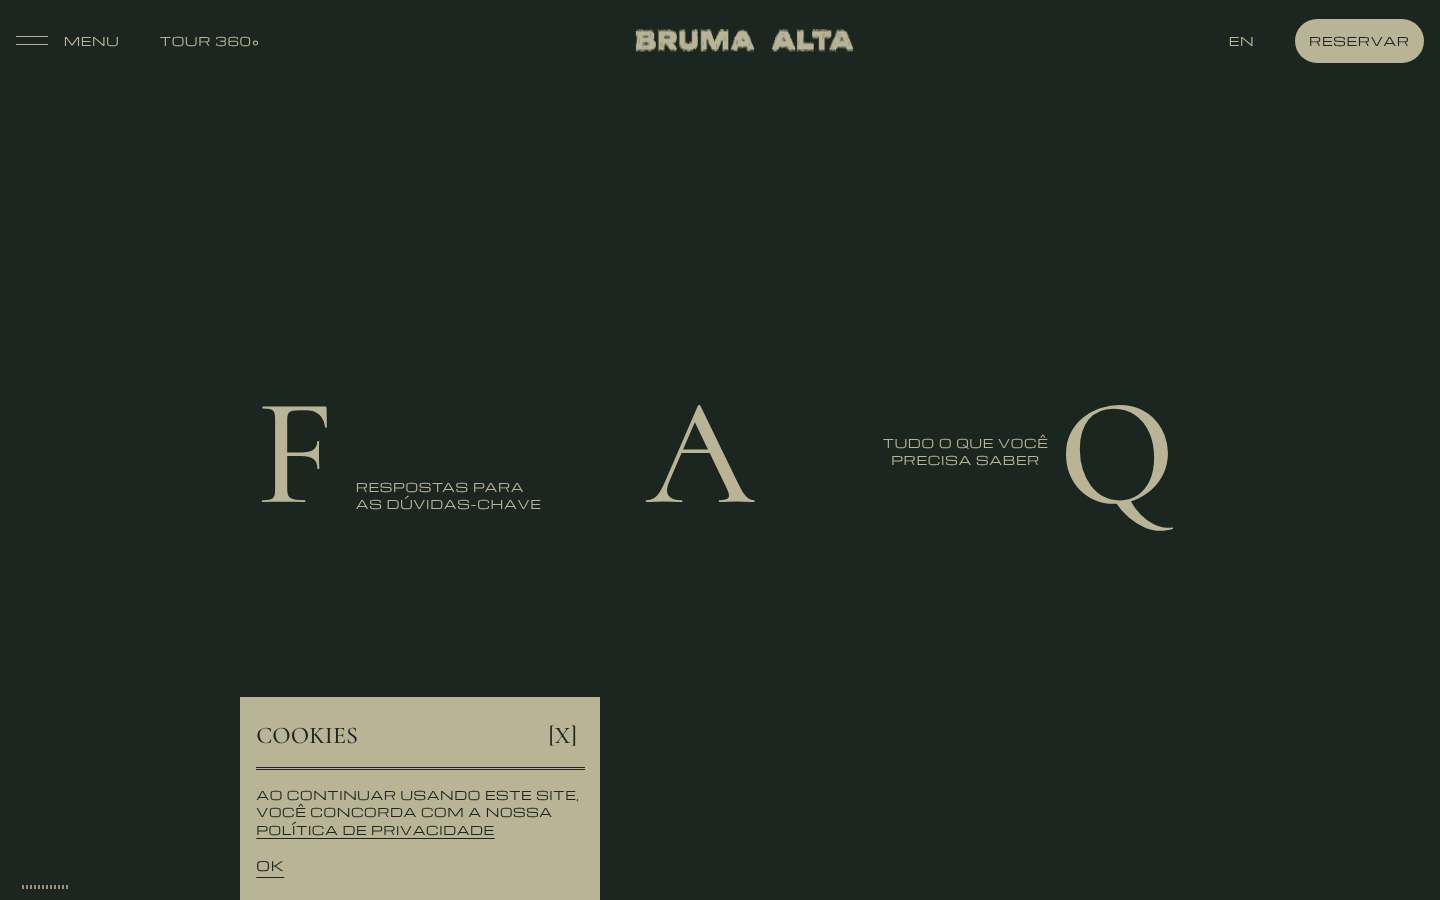 MENU
TOUR 360°
BRUMA ALTA
EN
RESERVAR
F
RESPOSTAS PARA
AS DÚVIDAS-CHAVE
A
TUDO O QUE VOCÊ
PRECISA SABER
Q
COOKIES
[X]
AO CONTINUAR USANDO ESTE SITE,
VOCÊ CONCORDA COM A NOSSA
POLÍTICA DE PRIVACIDADE
OK